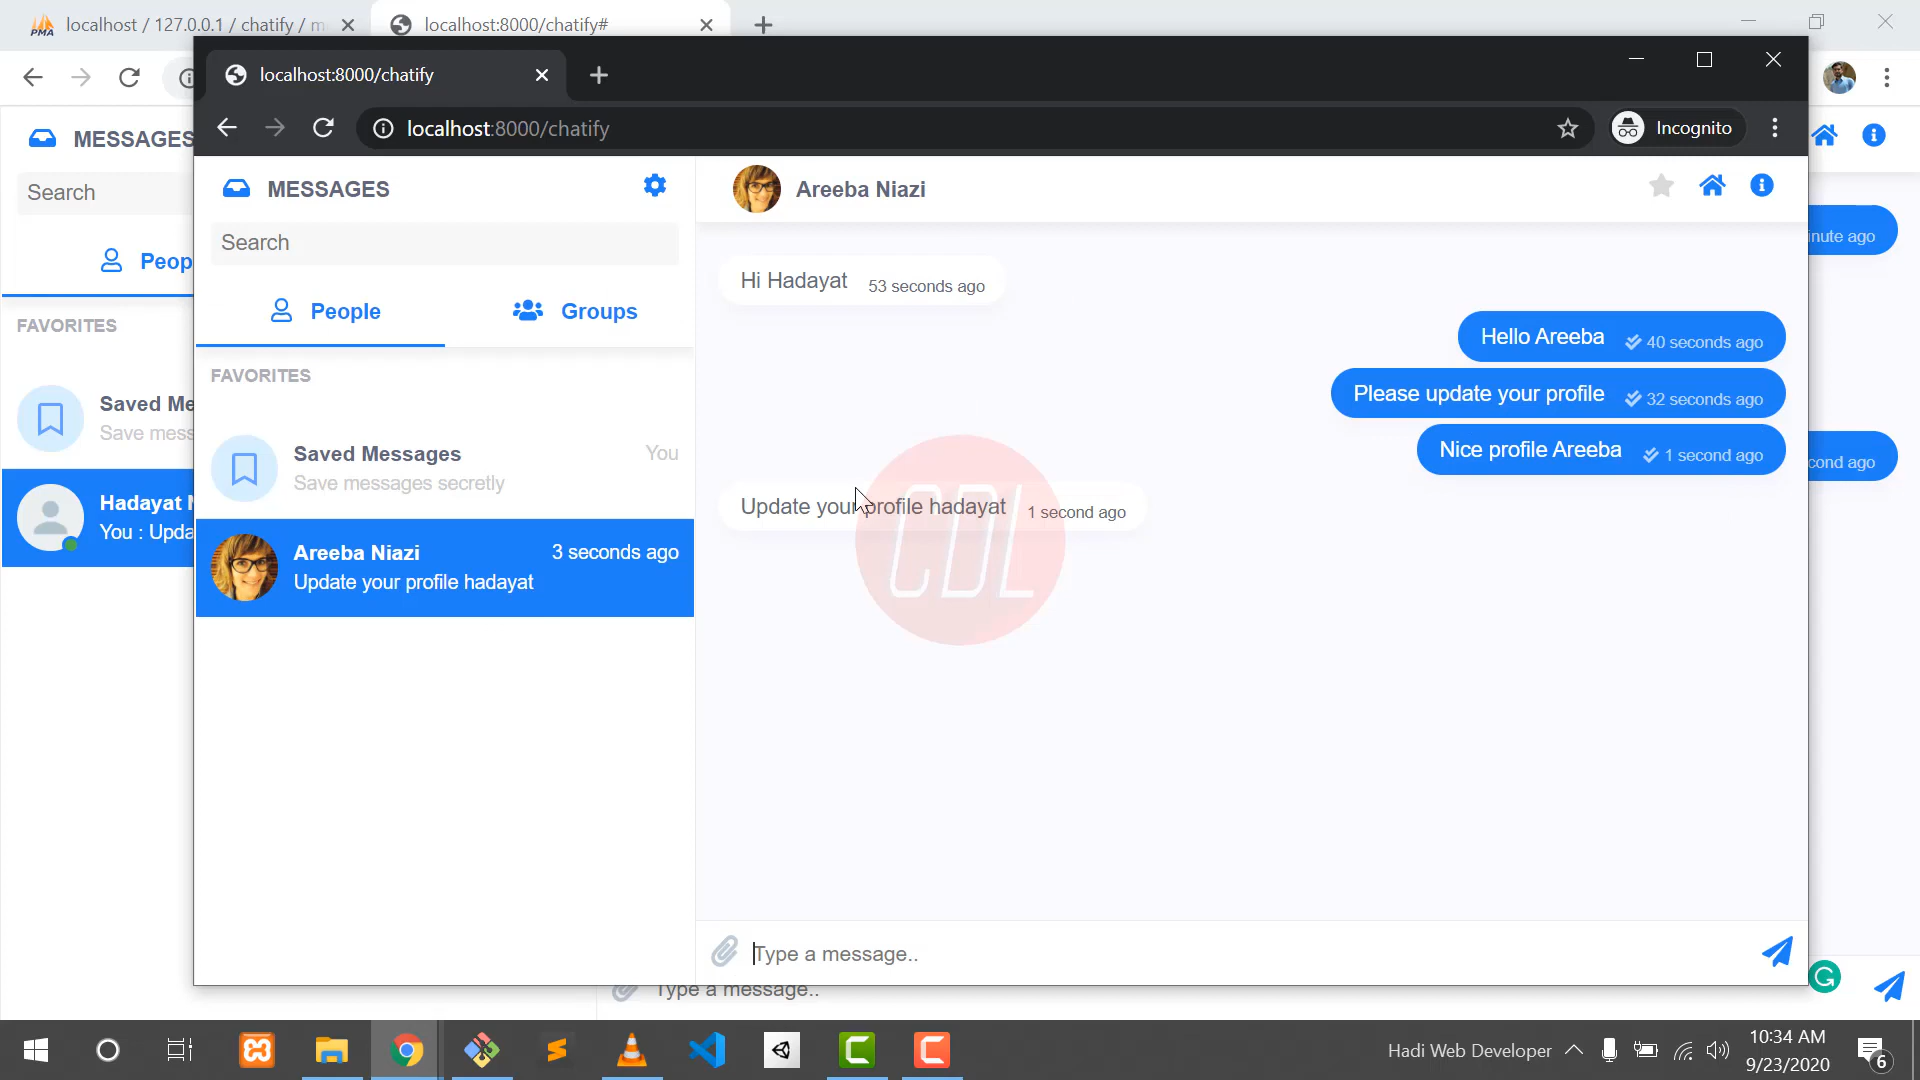 localhost / 127.0.0.1 / chatify / m
localhost:8000/chatify#
localhost:8000/chatify
localhost:8000/chatify
Incognito
MESSAGES
Search
Peop
FAVORITES
Saved Me
Save mess
Hadayat N
You : Upda
MESSAGES
Search
People
Groups
FAVORITES
Saved Messages
You
Save messages secretly
Areeba Niazi
3 seconds ago
Update your profile hadayat
Areeba Niazi
Hi Hadayat 53 seconds ago
Hello Areeba 40 seconds ago
Please update your profile 32 seconds ago
Nice profile Areeba 1 second ago
Update your profile hadayat 1 second ago
CDL
Type a message..
inute ago
cond ago
Type a message..
Hadi Web Developer
10:34 AM
9/23/2020
6